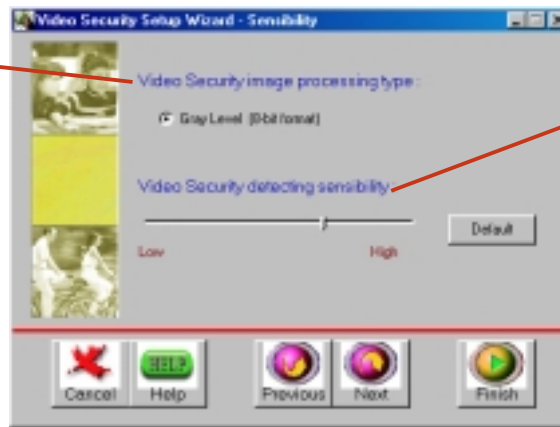 Video Security Setup Wizard - Sensibility
Video Security image processing type :
Gray Level (8-bit format)
Video Security detecting sensibility :
Default
Low High
HELP
Cancel Help Previous Next Finish